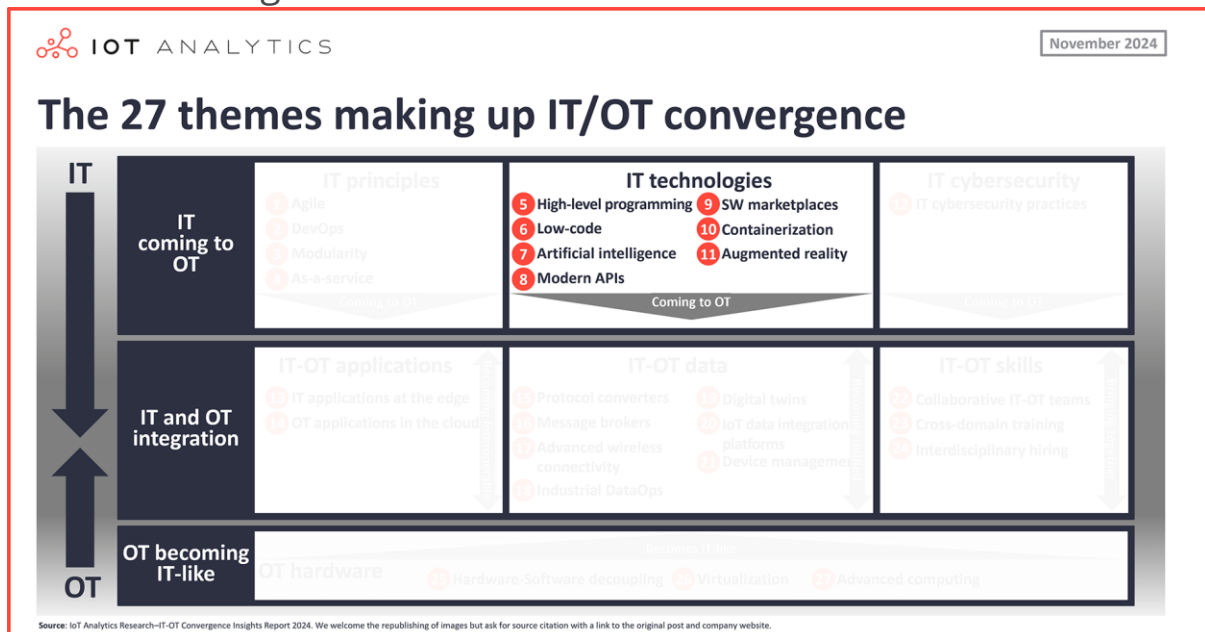 IOT ANALYTICS
November 2024
The 27 themes making up IT/OT convergence
IT
IT
coming to
OT
IT principles
1 Agile
2 DevOps
3 Modularity
4 As-a-service
Coming to OT
IT technologies
5 High-level programming
6 Low-code
7 Artificial intelligence
8 Modern APIs
9 SW marketplaces
10 Containerization
11 Augmented reality
Coming to OT
IT cybersecurity
12 IT cybersecurity practices
Coming to OT
IT and OT
integration
IT-OT applications
13 IT applications at the edge
14 OT applications in the cloud
IT-OT data
15 Protocol converters
16 Message brokers
17 Advanced wireless
connectivity
18 Industrial DataOps
19 Digital twins
20 IoT data integration
platforms
21 Device managemen
IT-OT skills
22 Collaborative IT-OT teams
23 Cross-domain training
24 Interdisciplinary hiring
OT becoming
IT-like
Becomes IT-like
OT hardware
25 Hardware-Software decoupling
26 Virtualization
27 Advanced computing
OT
Source: IoT Analytics Research–IT-OT Convergence Insights Report 2024. We welcome the republishing of images but ask for source citation with a link to the original post and company website.